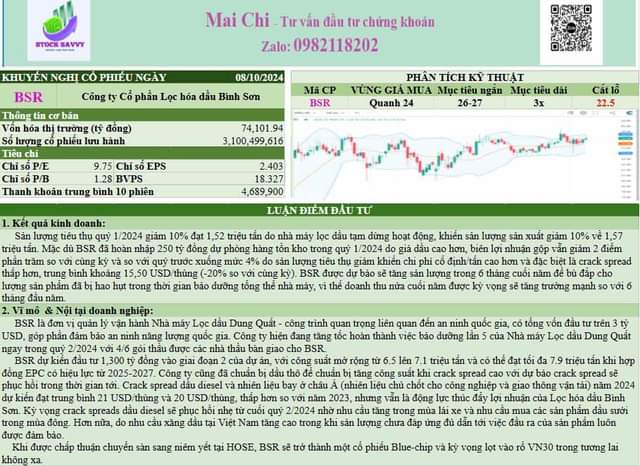 Mai Chi - Tư vấn đầu tư chứng khoán
STOCK SAVVY
Zalo: 0982118202
KHUYẾN NGHỊ CỔ PHIẾU NGÀY 08/10/2024
BSR Công ty Cổ phần Lọc hóa dầu Bình Sơn
Thông tin cơ bản
Vốn hóa thị trường (tỷ đồng) 74,101.94
Số lượng cổ phiếu lưu hành 3,100,499,616
Tiêu chí
Chỉ số P/E 9.75 Chỉ số EPS 2.403
Chỉ số P/B 1.28 BVPS 18.327
Thanh khoản trung bình 10 phiên 4,689,900
PHÂN TÍCH KỸ THUẬT
Mã CP VÙNG GIÁ MUA Mục tiêu ngắn Mục tiêu dài Cắt lỗ
BSR Quanh 24 26-27 3x 22.5
LUẬN ĐIỂM ĐẦU TƯ
1. Kết quả kinh doanh:
Sản lượng tiêu thụ quý 1/2024 giảm 10% đạt 1,52 triệu tấn do nhà máy lọc dầu tạm dừng hoạt động, khiến sản lượng sản xuất giảm 10% về 1,57
triệu tấn. Mặc dù BSR đã hoàn nhập 250 tỷ đồng dự phòng hàng tồn kho trong quý 1/2024 do giá dầu cao hơn, biên lợi nhuận gộp vẫn giảm 2 điểm
phần trăm so với cùng kỳ và so với quý trước xuống mức 4% do sản lượng tiêu thụ giảm khiến chi phí cố định/tấn cao hơn và đặc biệt là crack spread
thấp hơn, trung bình khoảng 15,50 USD/thùng (-20% so với cùng kỳ). BSR được dự báo sẽ tăng sản lượng trong 6 tháng cuối năm để bù đắp cho
lượng sản phẩm đã bị hao hụt trong thời gian bảo dưỡng tổng thể nhà máy, vì thế doanh thu nửa cuối năm được kỳ vọng sẽ tăng trưởng mạnh so với 6
tháng đầu năm.
2. Vĩ mô & Nội tại doanh nghiệp:
BSR là đơn vị quản lý vận hành Nhà máy Lọc dầu Dung Quất - công trình quan trọng liên quan đến an ninh quốc gia, có tổng vốn đầu tư trên 3 tỷ
USD, góp phần đảm bảo an ninh năng lượng quốc gia. Công ty hiện đang tăng tốc hoàn thành việc bảo dưỡng lần 5 của Nhà máy Lọc dầu Dung Quất
ngay trong quý 2/2024 với 4/6 gói thầu được các nhà thầu bàn giao cho BSR.
BSR dự kiến đầu tư 1,300 tỷ đồng vào giai đoạn 2 của dự án, với công suất mở rộng từ 6.5 lên 7.1 triệu tấn và có thể đạt tối đa 7.9 triệu tấn khi hợp
đồng EPC có hiệu lực từ 2025-2027. Công ty cũng đã chuẩn bị dầu thô để chuẩn bị tăng công suất khi crack spread cao với dự báo crack spread sẽ
phục hồi trong thời gian tới. Crack spread dầu diesel và nhiên liệu bay ở châu Á (nhiên liệu chủ chốt cho công nghiệp và giao thông vận tải) năm 2024
dự kiến đạt trung bình 21 USD/thùng và 20 USD/thùng, thấp hơn so với năm 2023, nhưng vẫn là động lực thúc đẩy lợi nhuận của Lọc hóa dầu Bình
Sơn. Kỳ vọng crack spreads dầu diesel sẽ phục hồi nhẹ từ cuối quý 2/2024 nhờ nhu cầu tăng trong mùa lái xe và nhu cầu mua các sản phẩm dầu sưởi
trong mùa đông. Hơn nữa, do nhu cầu xăng dầu tại Việt Nam tăng cao trong khi sản lượng chưa đáp ứng đủ dẫn tới việc đầu ra của sản phẩm luôn
được đảm bảo.
Khi được chấp thuận chuyển sàn sang niêm yết tại HOSE, BSR sẽ trở thành một cổ phiếu Blue-chip và kỳ vọng lọt vào rổ VN30 trong tương lai
không xa.